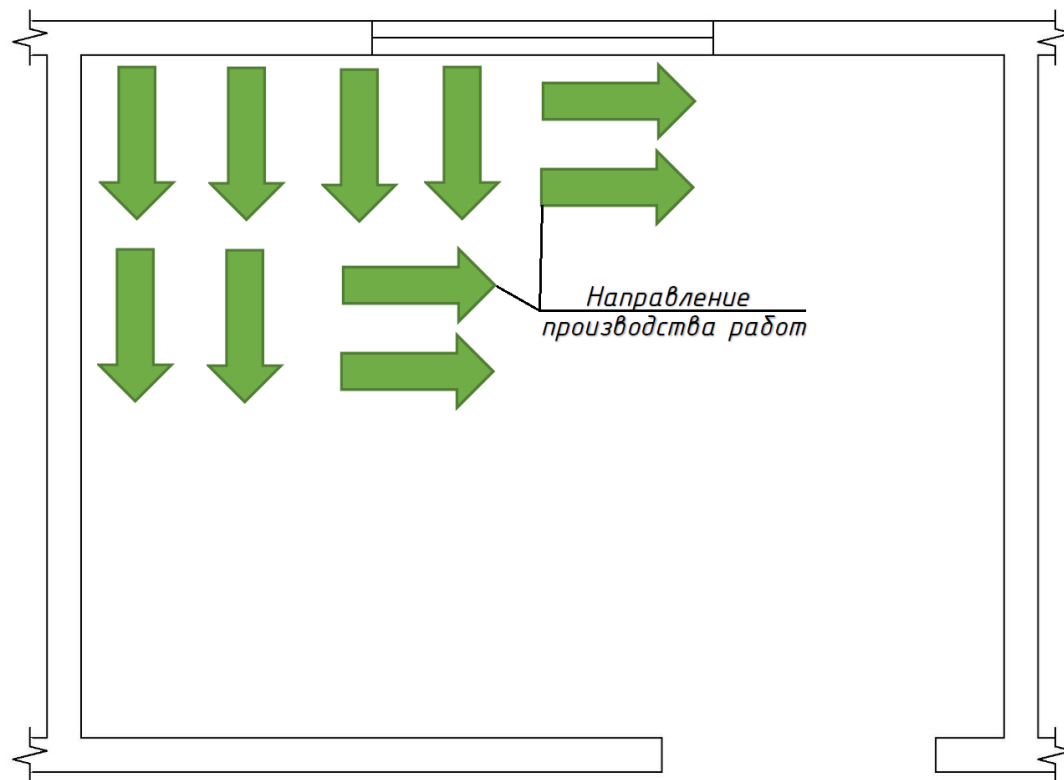 Направление
производства работ